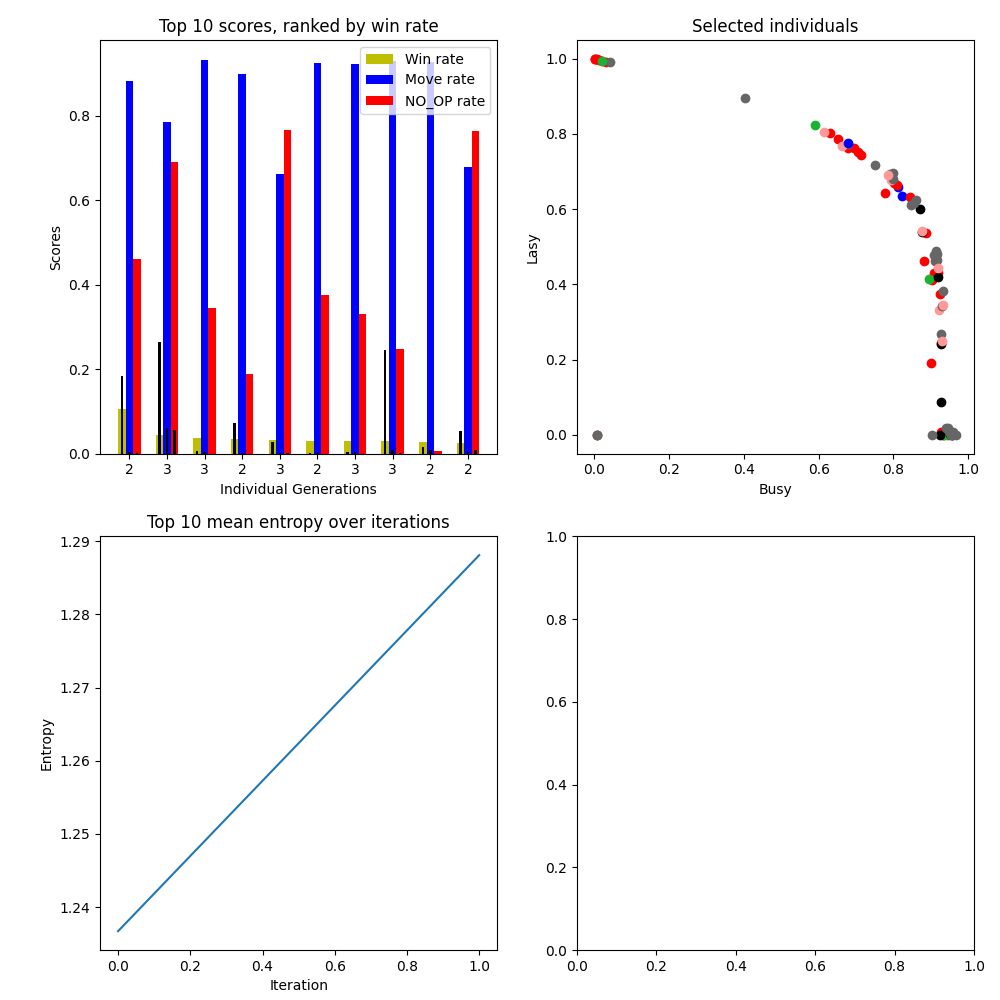 Top 10 scores, ranked by win rate
Win rate
Move rate
NO_OP rate
Scores
0.8
0.6
0.4
0.2
0.0
2 3 3 2 3 2 3 3 2 2
Individual Generations
Selected individuals
Lasy
1.0
0.8
0.6
0.4
0.2
0.0
0.0 0.2 0.4 0.6 0.8 1.0
Busy
Top 10 mean entropy over iterations
Entropy
1.29
1.28
1.27
1.26
1.25
1.24
0.0 0.2 0.4 0.6 0.8 1.0
Iteration
1.0
0.8
0.6
0.4
0.2
0.0
0.0 0.2 0.4 0.6 0.8 1.0